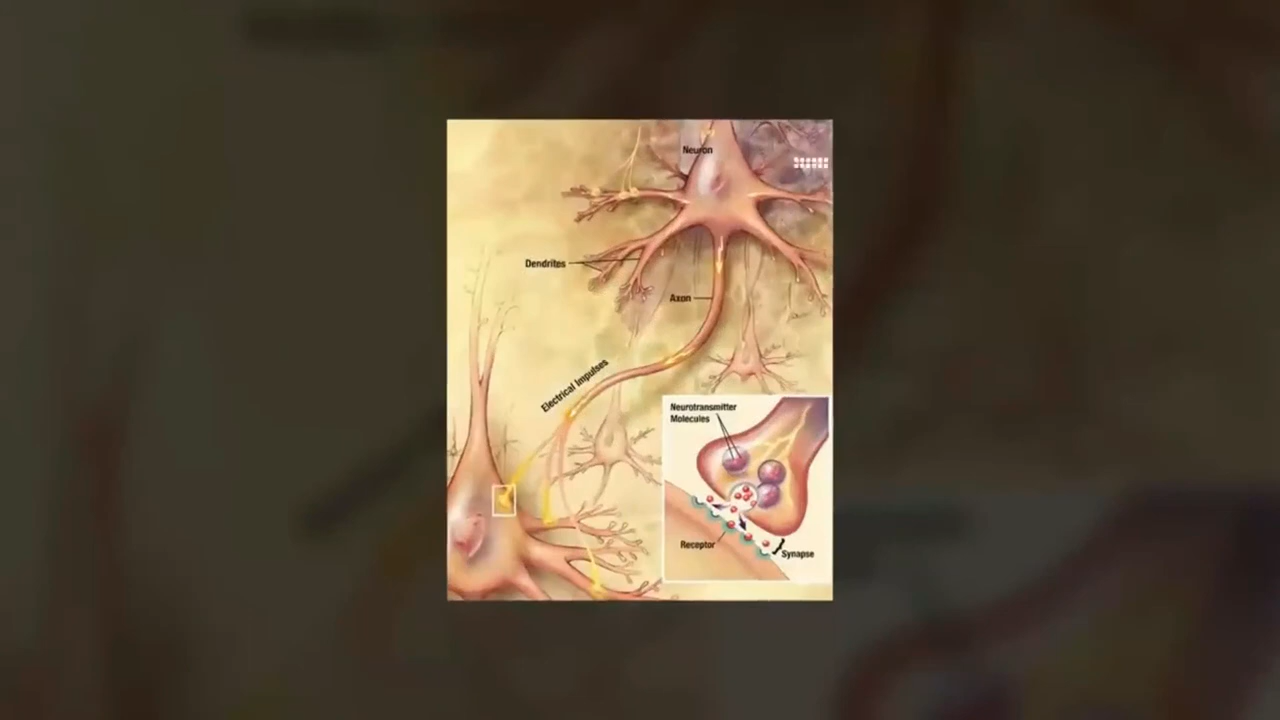 Neuron
Dendrites
Axon
Electrical Impulses
Neurotransmitter
Molecules
Receptor
Synapse